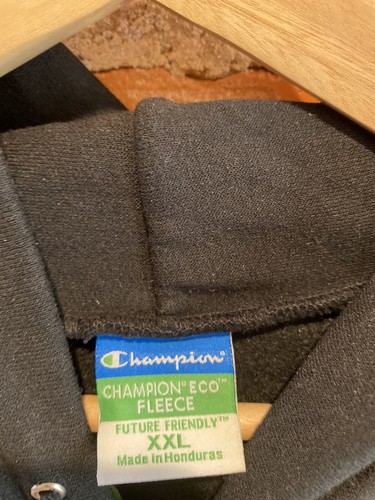 Champion®
CHAMPION® ECO™
FLEECE
FUTURE FRIENDLY™
XXL
Made in Honduras